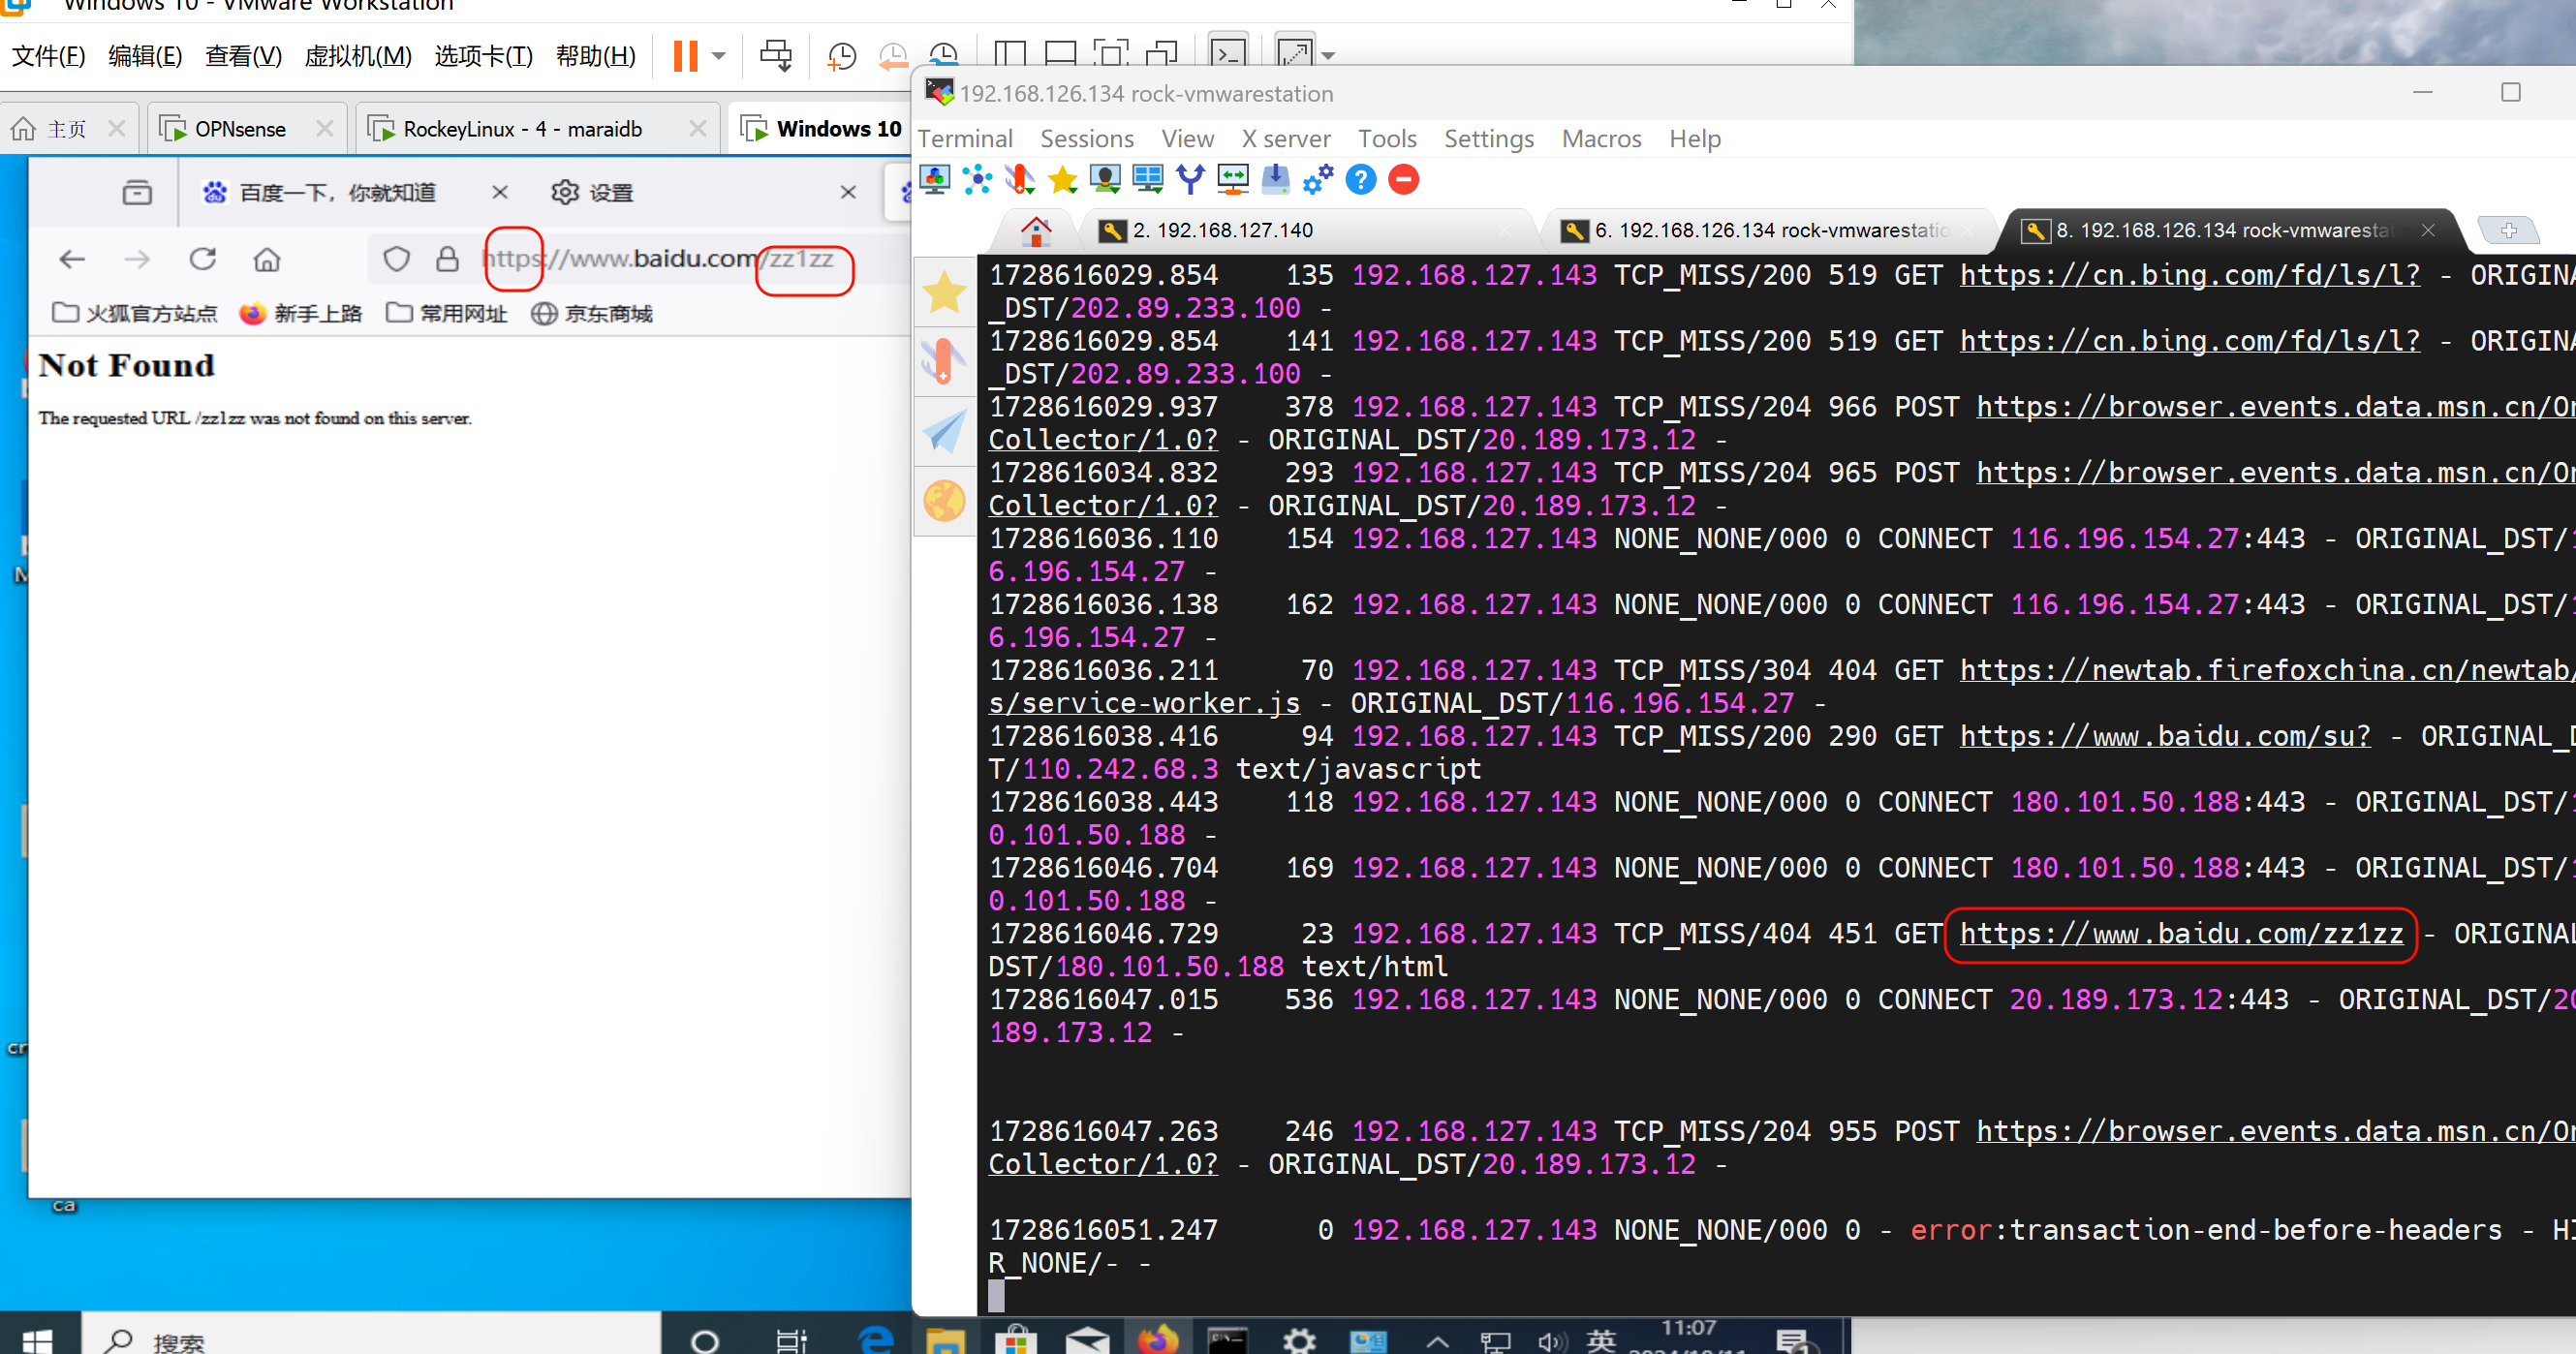 Windows 10 - VMware Workstation
文件(F) 编辑(E) 查看(V) 虚拟机(M) 选项卡(T) 帮助(H)
主页 OPNsense RockeyLinux - 4 - maraidb Windows 10
百度一下，你就知道 设置
https://www.baidu.com/zz1zz
火狐官方站点 新手上路 常用网址 京东商城
Not Found
The requested URL /zz1zz was not found on this server.
ca
搜索
192.168.126.134 rock-vmwarestation
Terminal Sessions View X server Tools Settings Macros Help
2. 192.168.127.140 6. 192.168.126.134 rock-vmwarestatio 8. 192.168.126.134 rock-vmwaresta
1728616029.854 135 192.168.127.143 TCP_MISS/200 519 GET https://cn.bing.com/fd/ls/l? - ORIGINA
_DST/202.89.233.100 -
1728616029.854 141 192.168.127.143 TCP_MISS/200 519 GET https://cn.bing.com/fd/ls/l? - ORIGINA
_DST/202.89.233.100 -
1728616029.937 378 192.168.127.143 TCP_MISS/204 966 POST https://browser.events.data.msn.cn/On
Collector/1.0? - ORIGINAL_DST/20.189.173.12 -
1728616034.832 293 192.168.127.143 TCP_MISS/204 965 POST https://browser.events.data.msn.cn/On
Collector/1.0? - ORIGINAL_DST/20.189.173.12 -
1728616036.110 154 192.168.127.143 NONE_NONE/000 0 CONNECT 116.196.154.27:443 - ORIGINAL_DST/1
6.196.154.27 -
1728616036.138 162 192.168.127.143 NONE_NONE/000 0 CONNECT 116.196.154.27:443 - ORIGINAL_DST/1
6.196.154.27 -
1728616036.211 70 192.168.127.143 TCP_MISS/304 404 GET https://newtab.firefoxchina.cn/newtab/
s/service-worker.js - ORIGINAL_DST/116.196.154.27 -
1728616038.416 94 192.168.127.143 TCP_MISS/200 290 GET https://www.baidu.com/su? - ORIGINAL_D
T/110.242.68.3 text/javascript
1728616038.443 118 192.168.127.143 NONE_NONE/000 0 CONNECT 180.101.50.188:443 - ORIGINAL_DST/1
0.101.50.188 -
1728616046.704 169 192.168.127.143 NONE_NONE/000 0 CONNECT 180.101.50.188:443 - ORIGINAL_DST/1
0.101.50.188 -
1728616046.729 23 192.168.127.143 TCP_MISS/404 451 GET https://www.baidu.com/zz1zz - ORIGINAL
DST/180.101.50.188 text/html
1728616047.015 536 192.168.127.143 NONE_NONE/000 0 CONNECT 20.189.173.12:443 - ORIGINAL_DST/20
189.173.12 -
1728616047.263 246 192.168.127.143 TCP_MISS/204 955 POST https://browser.events.data.msn.cn/On
Collector/1.0? - ORIGINAL_DST/20.189.173.12 -
1728616051.247 0 192.168.127.143 NONE_NONE/000 0 - error:transaction-end-before-headers - HI
R_NONE/- -
英 11:07
2024/10/11